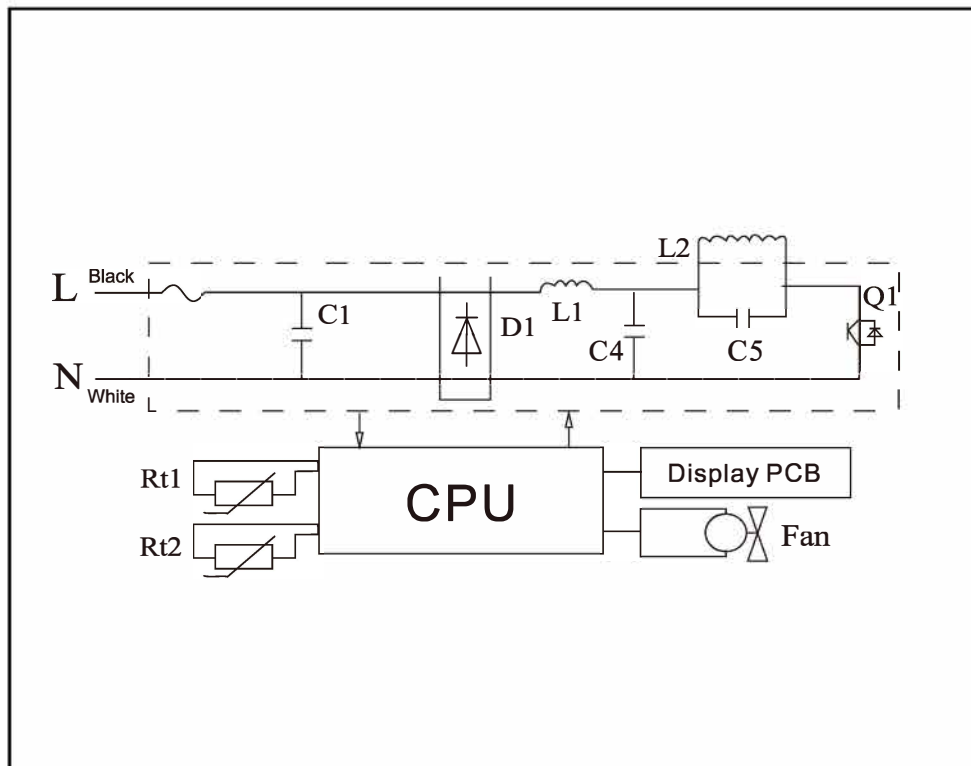 L2
L Black
Q1
C1
D1
L1
C4
C5
N White
Rt1
CPU
Display PCB
Rt2
Fan